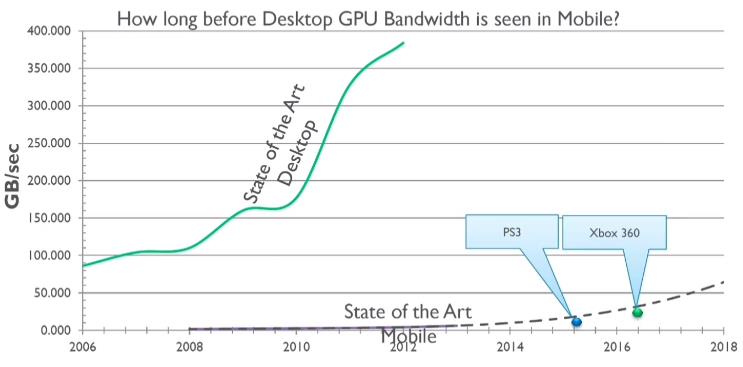 How long before Desktop GPU Bandwidth is seen in Mobile?
400.000
350.000
300.000
250.000
200.000
150.000
100.000
50.000
0.000
GB/sec
State of the Art
Desktop
PS3
Xbox 360
State of the Art
Mobile
2006
2008
2010
2012
2014
2016
2018